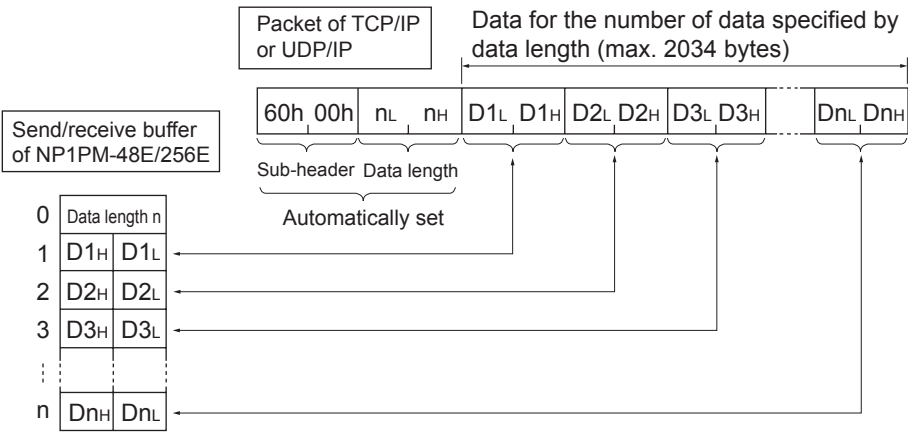 Packet of TCP/IP
or UDP/IP
Data for the number of data specified by
data length (max. 2034 bytes)
60h 00h nL nH D1L D1H D2L D2H D3L D3H DnL DnH
Send/receive buffer
of NP1PM-48E/256E
Sub-header Data length
Automatically set
0 Data length n
1 D1H D1L
2 D2H D2L
3 D3H D3L
n DnH DnL